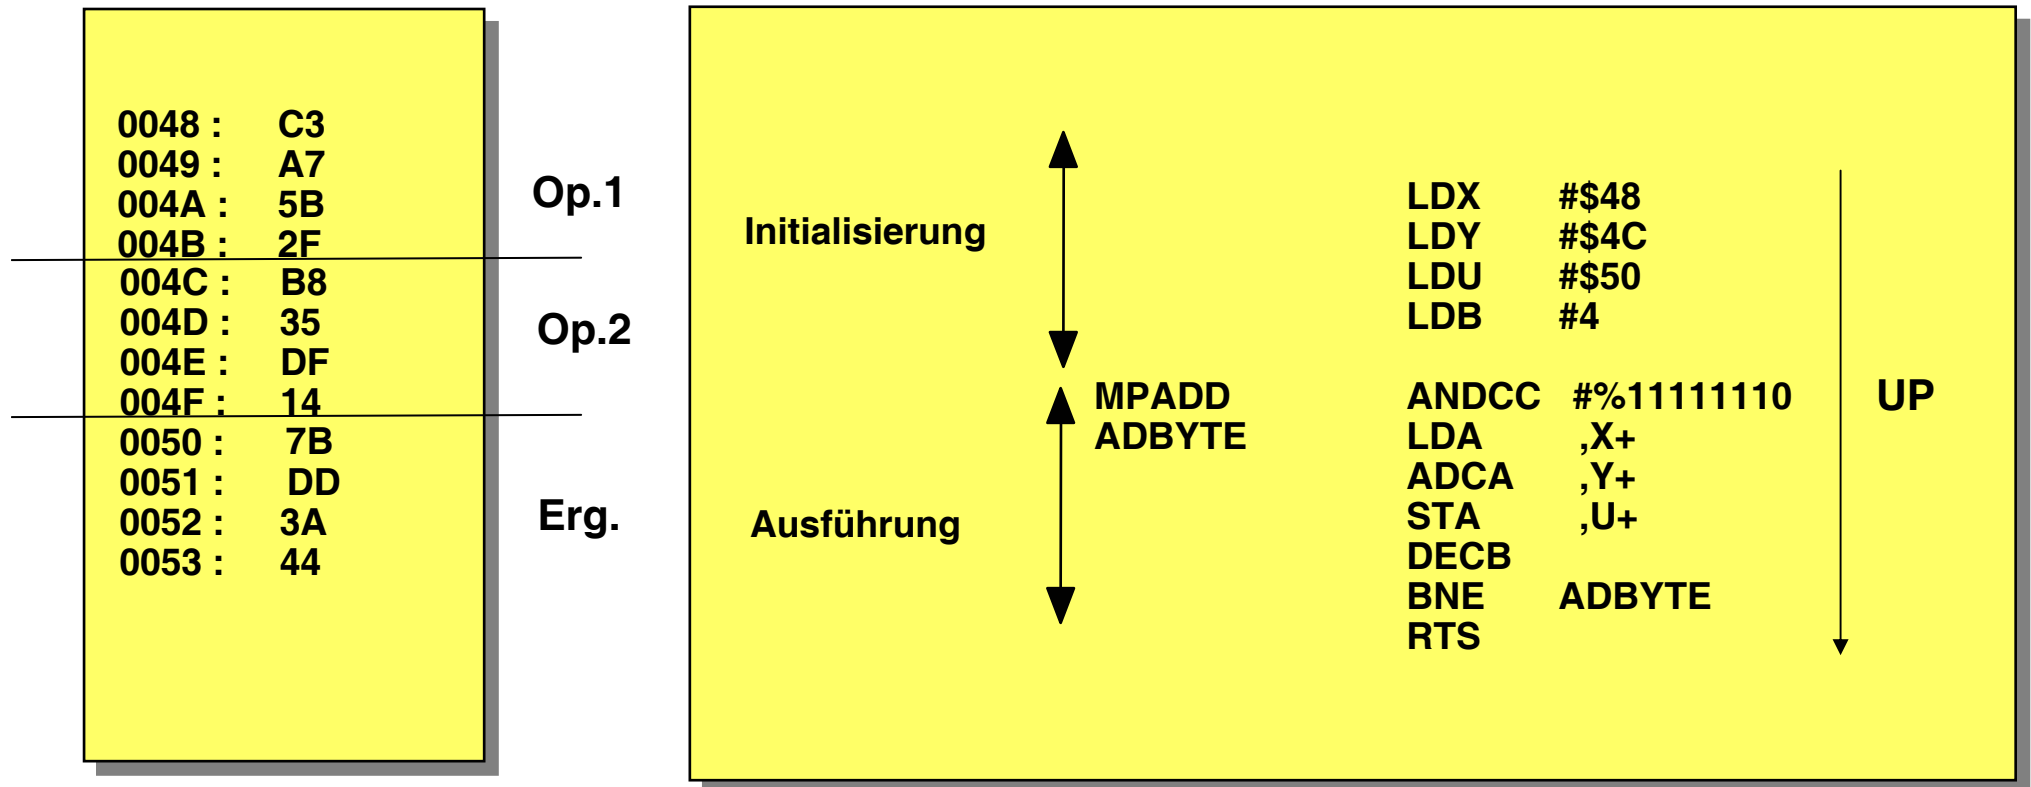 0048 : C3
0049 : A7
004A : 5B
004B : 2F
Op.1
004C : B8
004D : 35
004E : DF
004F : 14
Op.2
0050 : 7B
0051 : DD
0052 : 3A
0053 : 44
Erg.
Initialisierung
LDX #$48
LDY #$4C
LDU #$50
LDB #4
Ausführung
MPADD ANDCC #%11111110
ADBYTE LDA ,X+
ADCA ,Y+
STA ,U+
DECB
BNE ADBYTE
RTS
UP